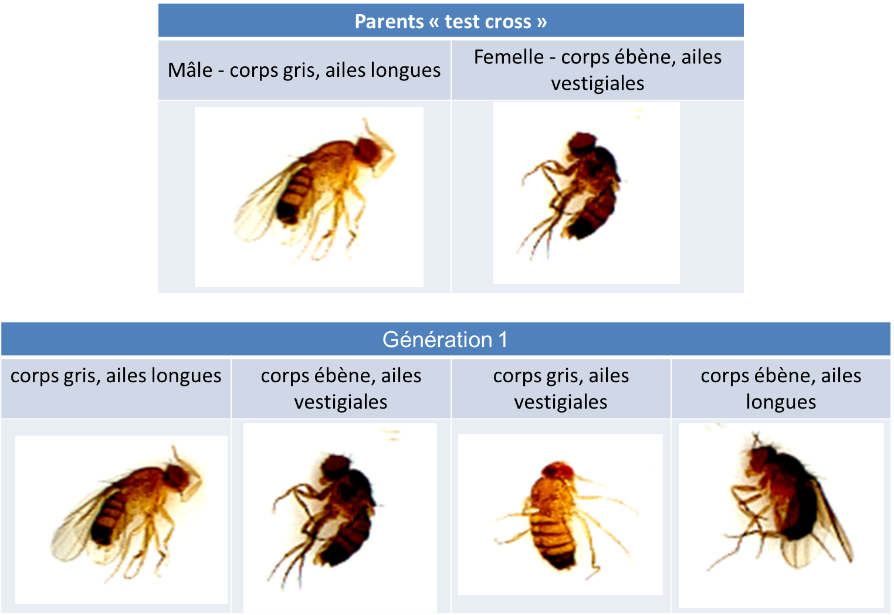 Parents « test cross »
Mâle - corps gris, ailes longues
Femelle - corps ébène, ailes
vestigiales
Génération 1
corps gris, ailes longues
corps ébène, ailes
vestigiales
corps gris, ailes
vestigiales
corps ébène, ailes
longues